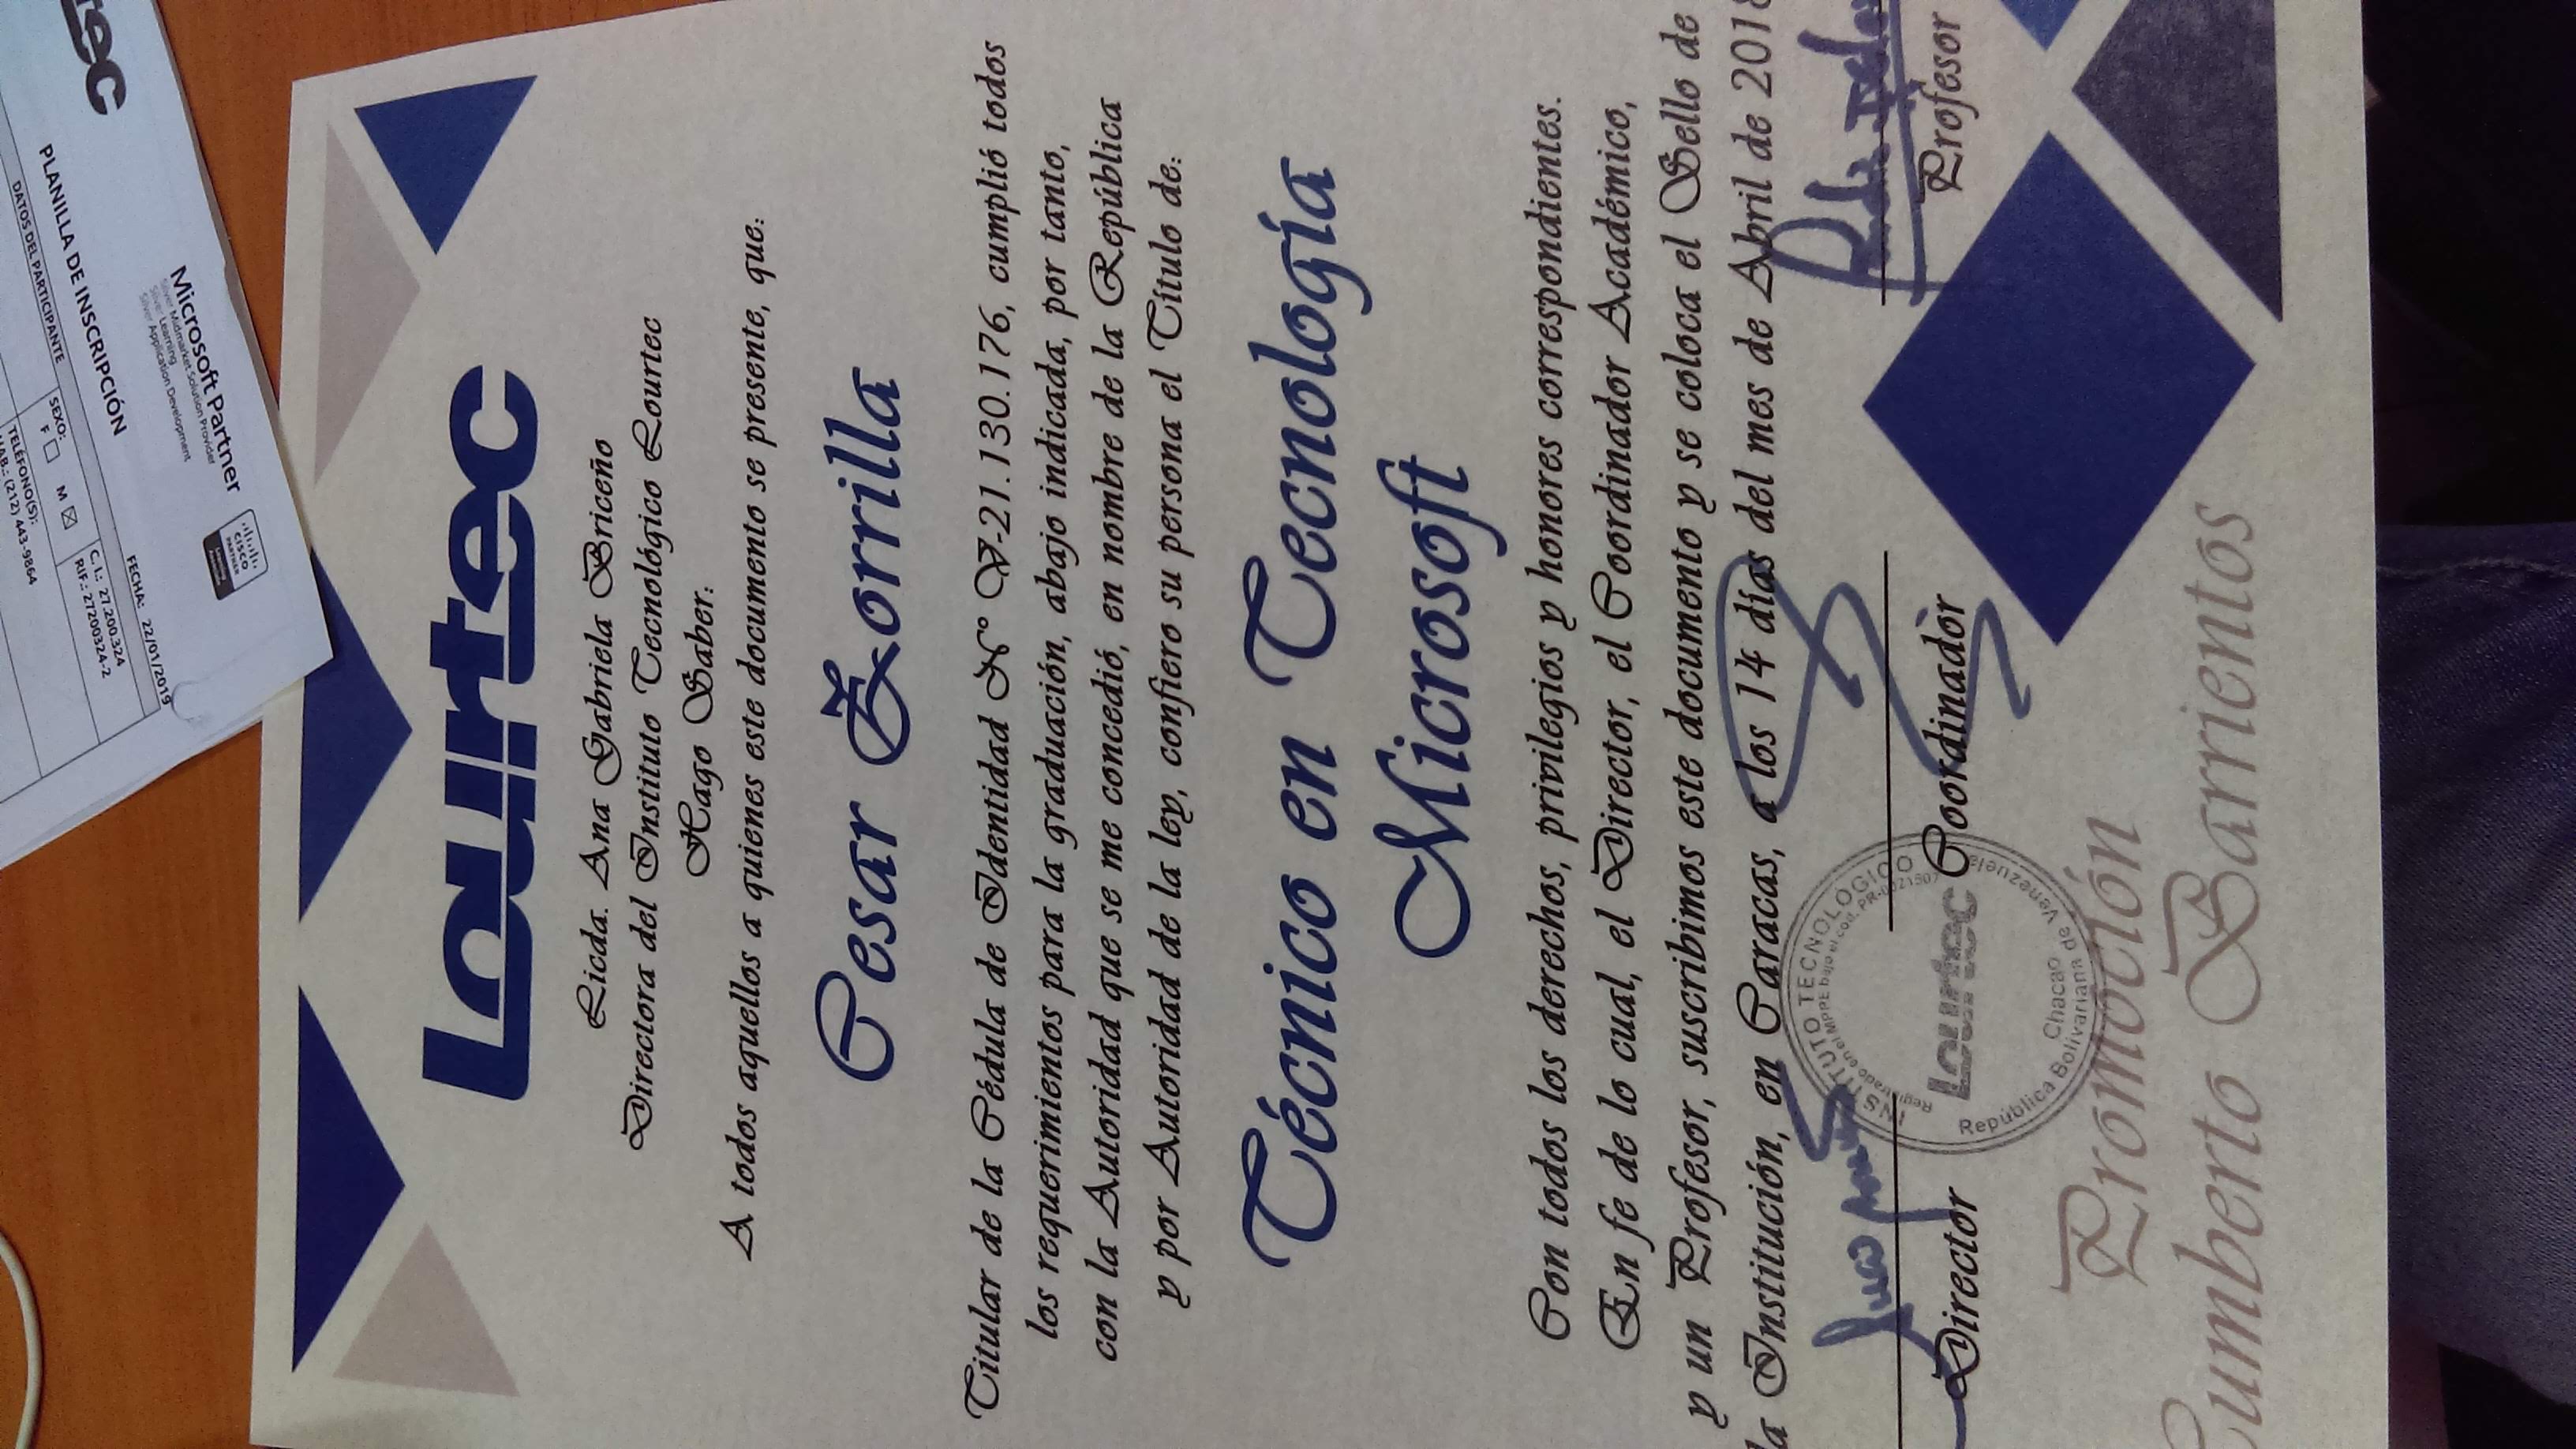 Lourtec
Licda. Ana Gabriela Briceño
Directora del Instituto Tecnológico Lourtec
Hago Saber:
A todos aquellos a quienes este documento se presente, que:
Cesar Zorrilla
Titular de la Cédula de Identidad N° V-21.130.176, cumplió todos
los requerimientos para la graduación, abajo indicada, por tanto,
con la Autoridad que se me concedió, en nombre de la República
y por Autoridad de la ley, confiero su persona el Título de:
Técnico en Tecnología
Microsoft
Con todos los derechos, privilegios y honores correspondientes.
En fe de lo cual, el Director, el Coordinador Académico,
y un Profesor, suscribimos este documento y se coloca el Sello de
la Institución, en Caracas, a los 14 días del mes de Abril de 2018
Director
Coordinador
Profesor
INSTITUTO TECNOLÓGICO
Registrado en el MPPE bajo el cod. PR-
Lourtec
Chacao
República Bolivariana de Venezuela
Promoción
Barrientos
tec
Microsoft Partner
Silver Midmarket Solution Provider
Silver Learning
Silver Application Development
CISCO
PARTNER
PLANILLA DE INSCRIPCIÓN
FECHA: 22/01/2019
DATOS DEL PARTICIPANTE
SEXO:
F M
C. I.: 27.200.324
RIF.: 27200324-2
TELÉFONO(S):
HAB.: (212) 443-9864